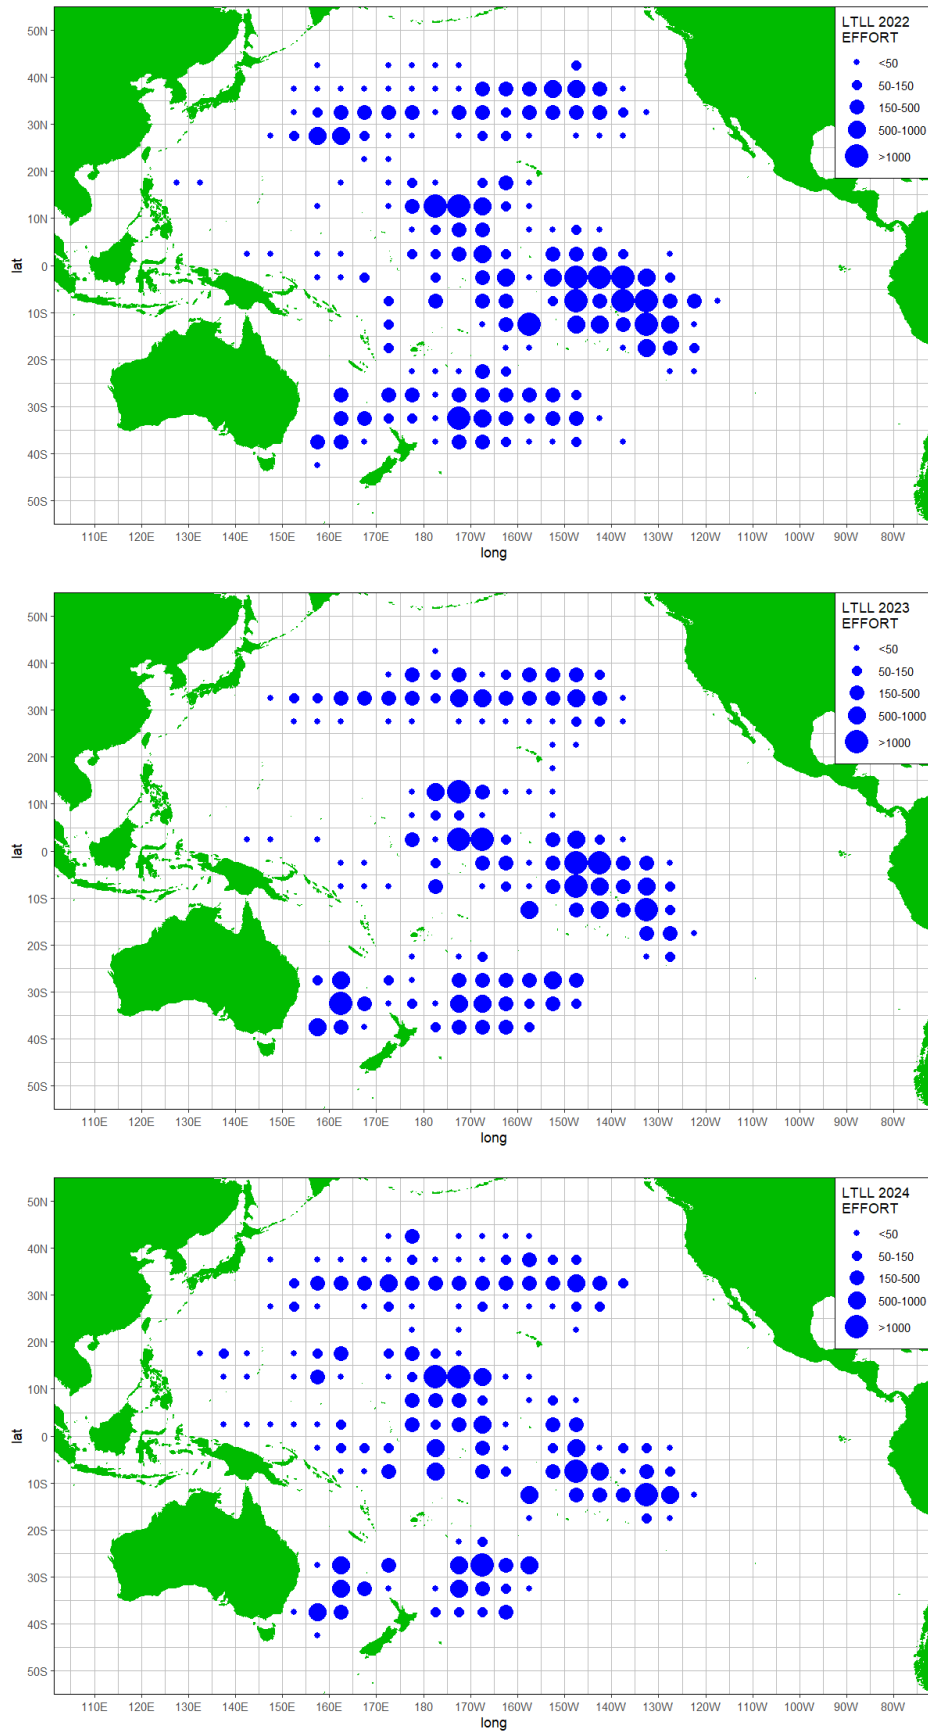 LTLL 2022
EFFORT
<50
50-150
150-500
500-1000
>1000
50N
40N
30N
20N
10N
0
10S
20S
30S
40S
50S
lat
110E 120E 130E 140E 150E 160E 170E 180 170W 160W 150W 140W 130W 120W 110W 100W 90W 80W
long
LTLL 2023
EFFORT
<50
50-150
150-500
500-1000
>1000
50N
40N
30N
20N
10N
0
10S
20S
30S
40S
50S
lat
110E 120E 130E 140E 150E 160E 170E 180 170W 160W 150W 140W 130W 120W 110W 100W 90W 80W
long
LTLL 2024
EFFORT
<50
50-150
150-500
500-1000
>1000
50N
40N
30N
20N
10N
0
10S
20S
30S
40S
50S
lat
110E 120E 130E 140E 150E 160E 170E 180 170W 160W 150W 140W 130W 120W 110W 100W 90W 80W
long